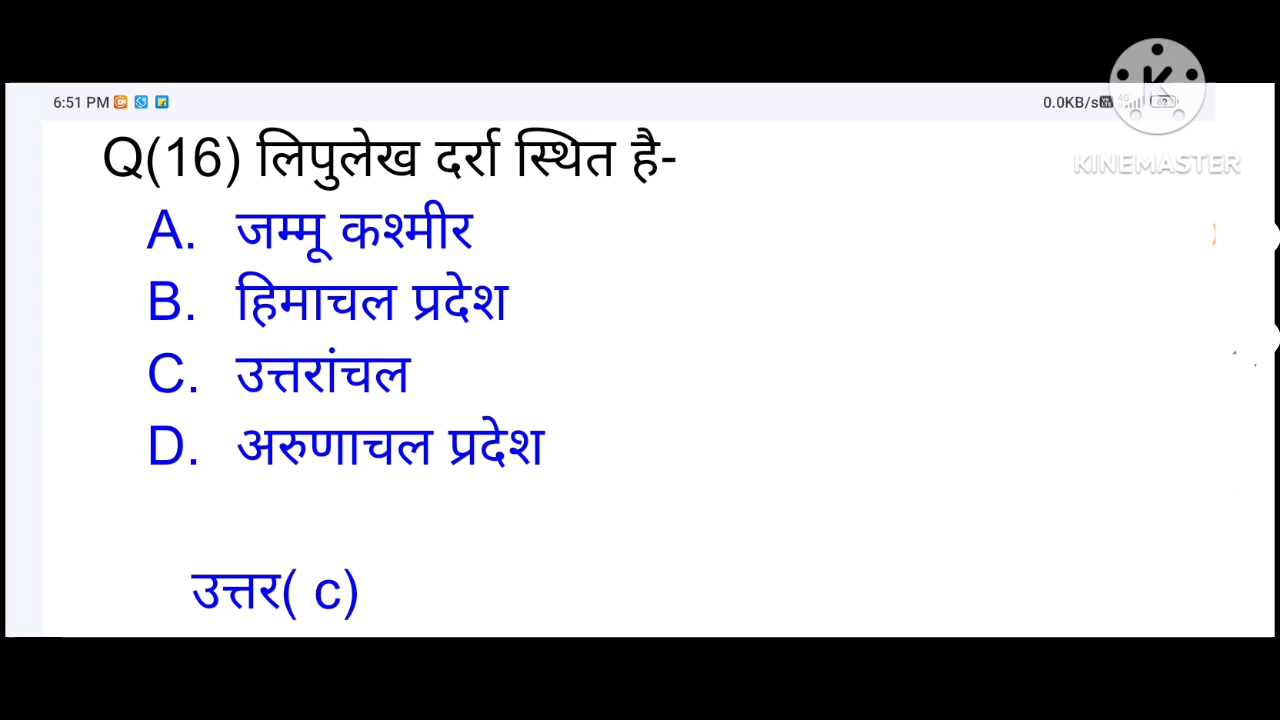 6:51 PM
0.0KB/s
KINEMASTER
Q(16) लिपुलेख दर्रा स्थित है-
A. जम्मू कश्मीर
B. हिमाचल प्रदेश
C. उत्तरांचल
D. अरुणाचल प्रदेश
उत्तर( c)